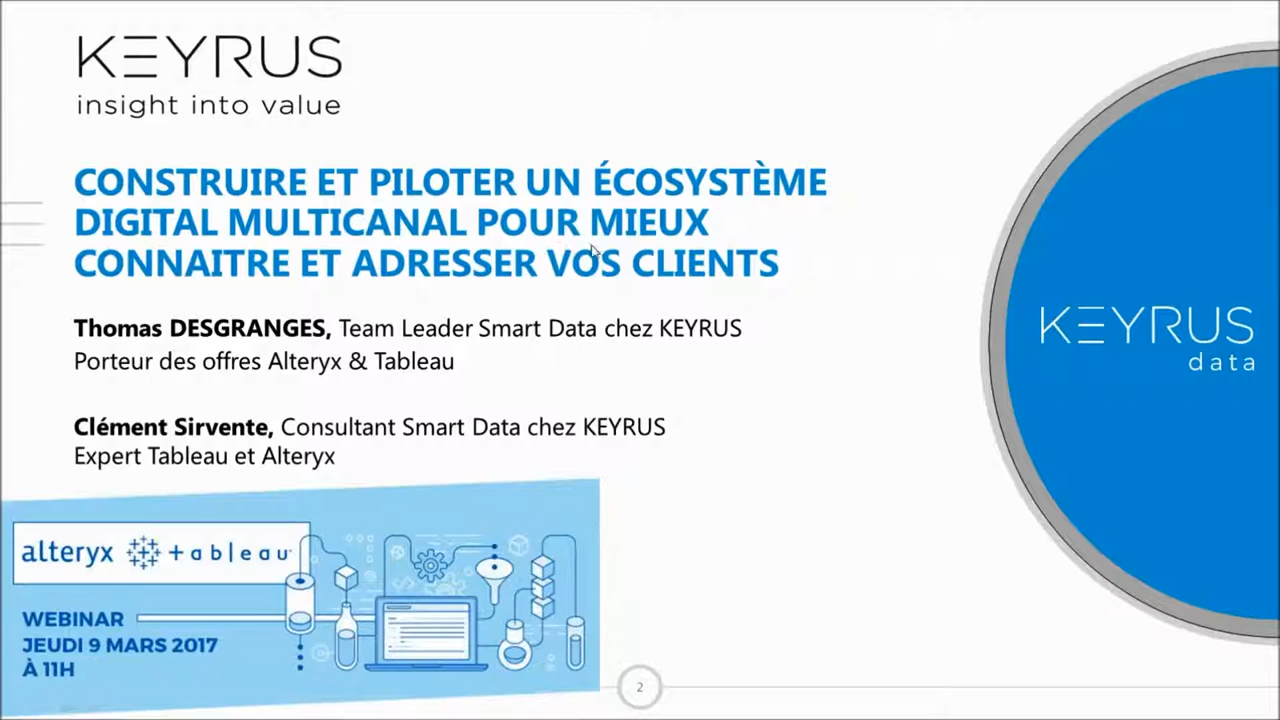 KEYRUS
insight into value
CONSTRUIRE ET PILOTER UN ÉCOSYSTÈME
DIGITAL MULTICANAL POUR MIEUX
CONNAITRE ET ADRESSER VOS CLIENTS
Thomas DESGRANGES, Team Leader Smart Data chez KEYRUS
Porteur des offres Alteryx & Tableau
Clément Sirvente, Consultant Smart Data chez KEYRUS
Expert Tableau et Alteryx
KEYRUS
data
alteryx + a b l e a u
WEBINAR
JEUDI 9 MARS 2017
À 11H
2